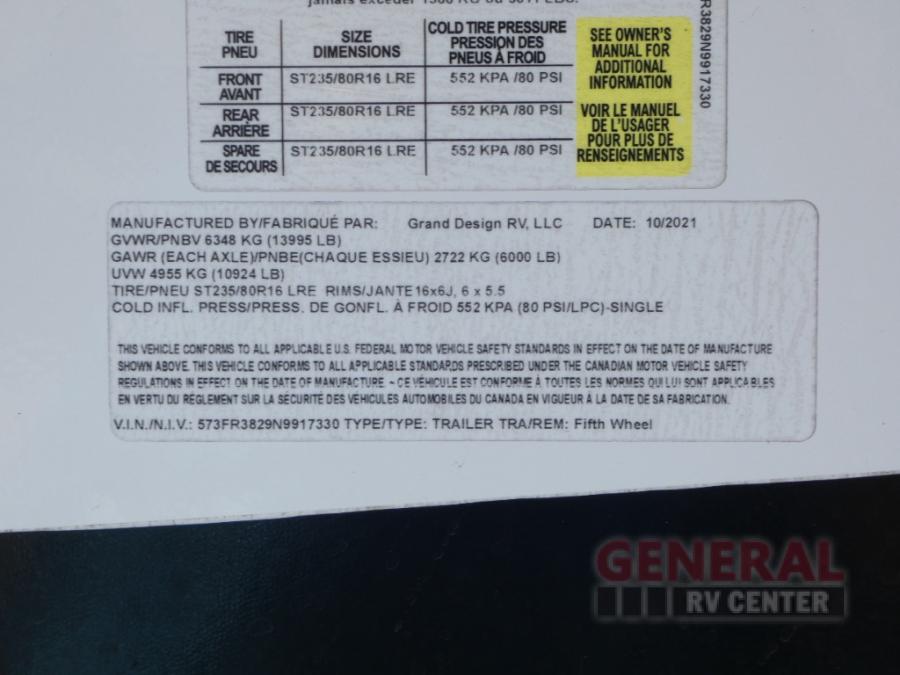 TIRE PNEU SIZE DIMENSIONS COLD TIRE PRESSURE PRESSION DES PNEUS À FROID
FRONT AVANT ST235/80R16 LRE 552 KPA /80 PSI
REAR ARRIÈRE ST235/80R16 LRE 552 KPA /80 PSI
SPARE DE SECOURS ST235/80R16 LRE 552 KPA /80 PSI
SEE OWNER'S
MANUAL FOR
ADDITIONAL
INFORMATION
VOIR LE MANUEL
DE L'USAGER
POUR PLUS DE
RENSEIGNEMENTS
R3829N9917330
MANUFACTURED BY/FABRIQUÉ PAR: Grand Design RV, LLC DATE: 10/2021
GVWR/PNBV 6348 KG (13995 LB)
GAWR (EACH AXLE)/PNBE(CHAQUE ESSIEU) 2722 KG (6000 LB)
UVW 4955 KG (10924 LB)
TIRE/PNEU ST235/80R16 LRE RIMS/JANTE 16x6J, 6 x 5.5
COLD INFL. PRESS/PRESS. DE GONFL. À FROID 552 KPA (80 PSI/LPC)-SINGLE
THIS VEHICLE CONFORMS TO ALL APPLICABLE U.S. FEDERAL MOTOR VEHICLE SAFETY STANDARDS IN EFFECT ON THE DATE OF MANUFACTURE
SHOWN ABOVE. THIS VEHICLE CONFORMS TO ALL APPLICABLE STANDARDS PRESCRIBED UNDER THE CANADIAN MOTOR VEHICLE SAFETY
REGULATIONS IN EFFECT ON THE DATE OF MANUFACTURE - CE VÉHICULE EST CONFORME À TOUTES LES NORMES QUI LUI SONT APPLICABLES
EN VERTU DU RÈGLEMENT SUR LA SÉCURITÉ DES VÉHICULES AUTOMOBILES DU CANADA EN VIGUEUR À LA DATE DE SA FABRICATION.
V.I.N./N.I.V.: 573FR3829N9917330 TYPE/TYPE: TRAILER TRA/REM: Fifth Wheel
GENERAL
RV CENTER